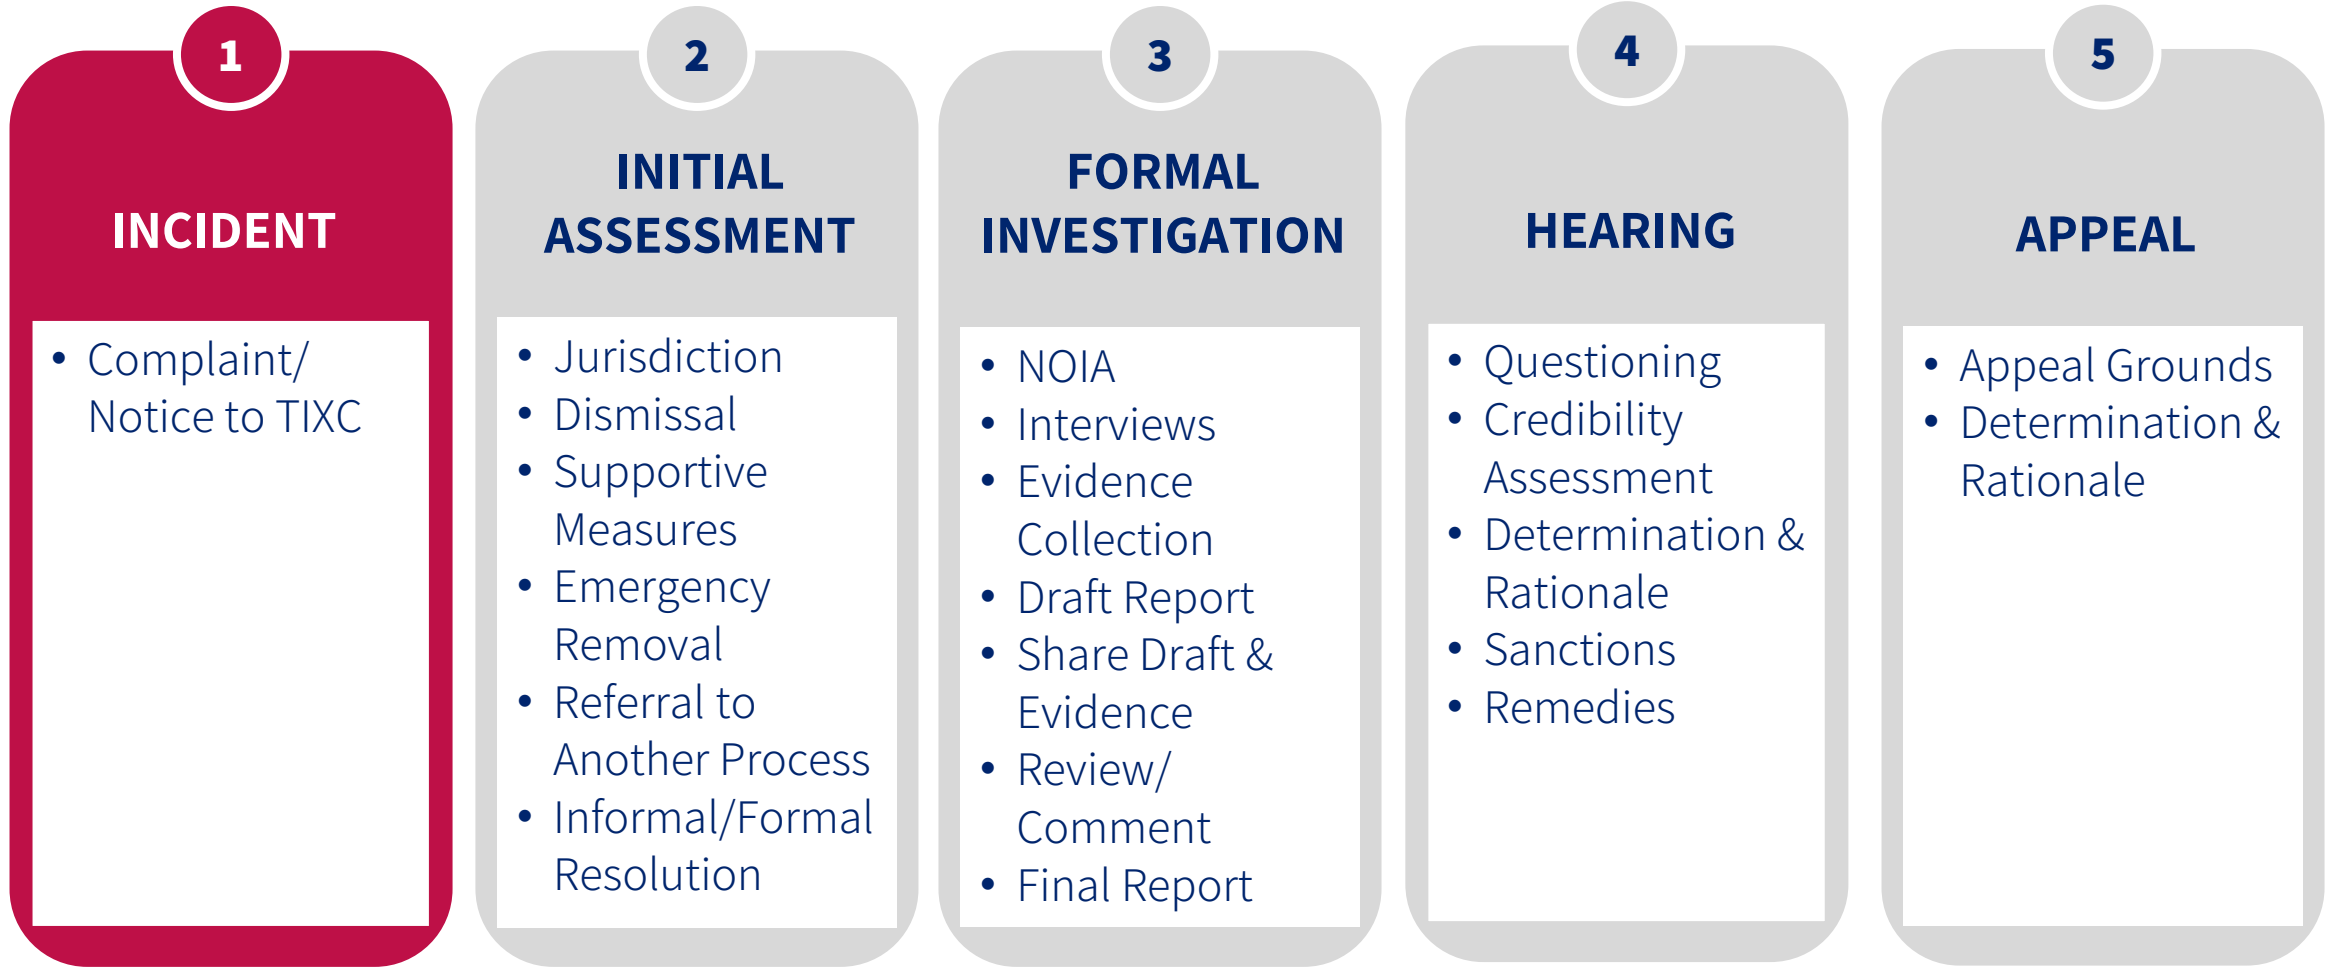 1
INCIDENT
• Complaint/
Notice to TIXC
2
INITIAL
ASSESSMENT
• Jurisdiction
• Dismissal
• Supportive
Measures
• Emergency
Removal
• Referral to
Another Process
• Informal/Formal
Resolution
3
FORMAL
INVESTIGATION
• NOIA
• Interviews
• Evidence
Collection
• Draft Report
• Share Draft &
Evidence
• Review/
Comment
• Final Report
4
HEARING
• Questioning
• Credibility
Assessment
• Determination &
Rationale
• Sanctions
• Remedies
5
APPEAL
• Appeal Grounds
• Determination &
Rationale